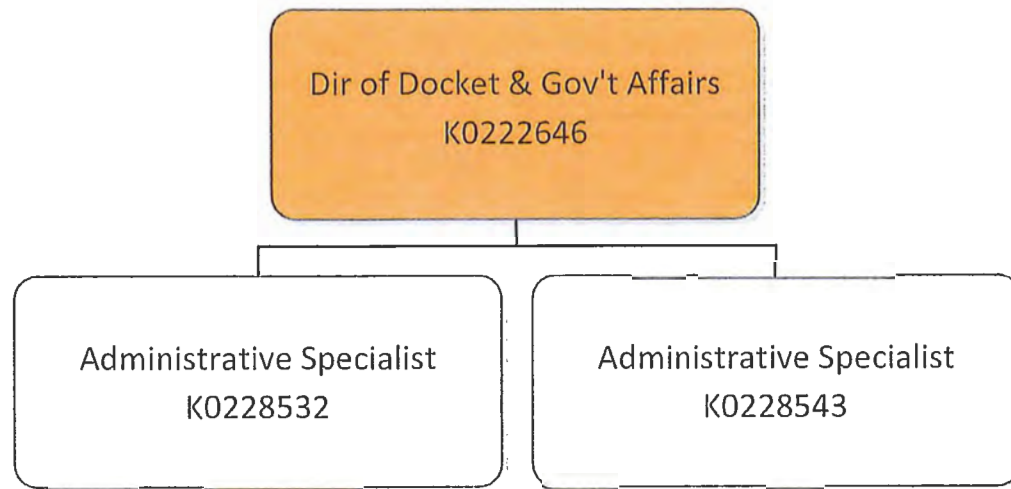 Dir of Docket & Gov't Affairs
K0222646
Administrative Specialist
K0228532
Administrative Specialist
K0228543